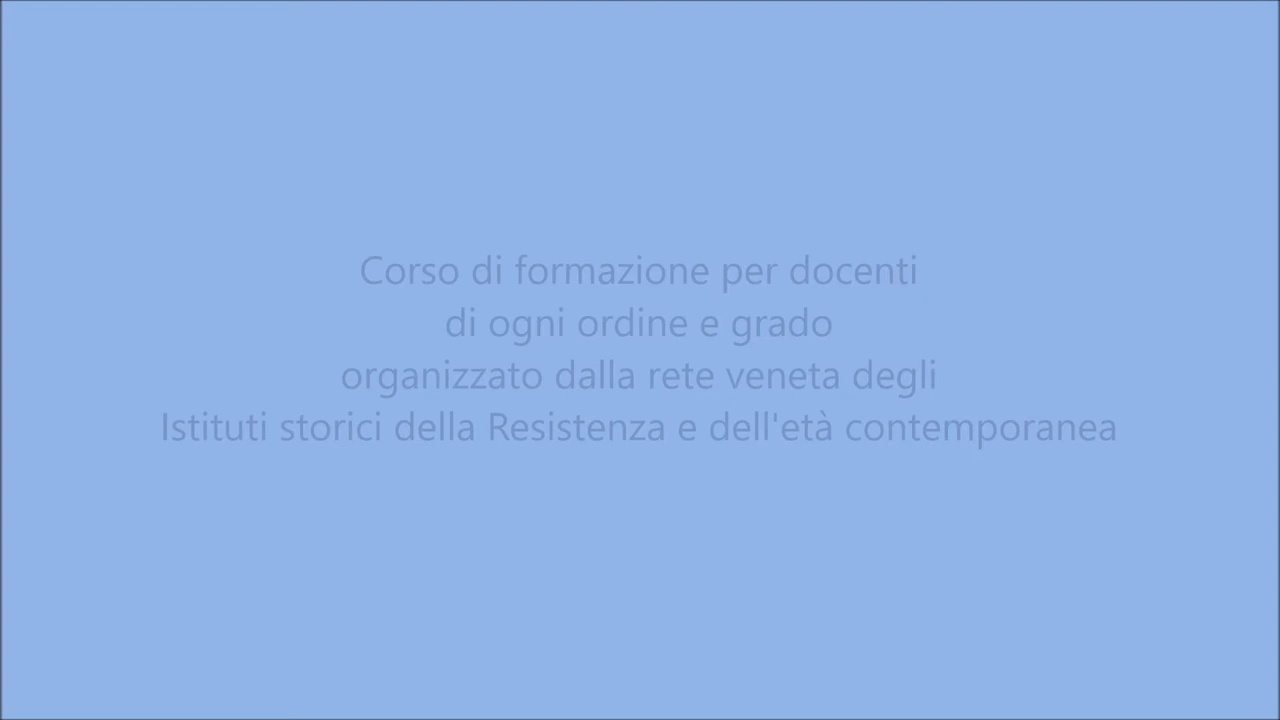 Corso di formazione per docenti
di ogni ordine e grado
organizzato dalla rete veneta degli
Istituti storici della Resistenza e dell'età contemporanea